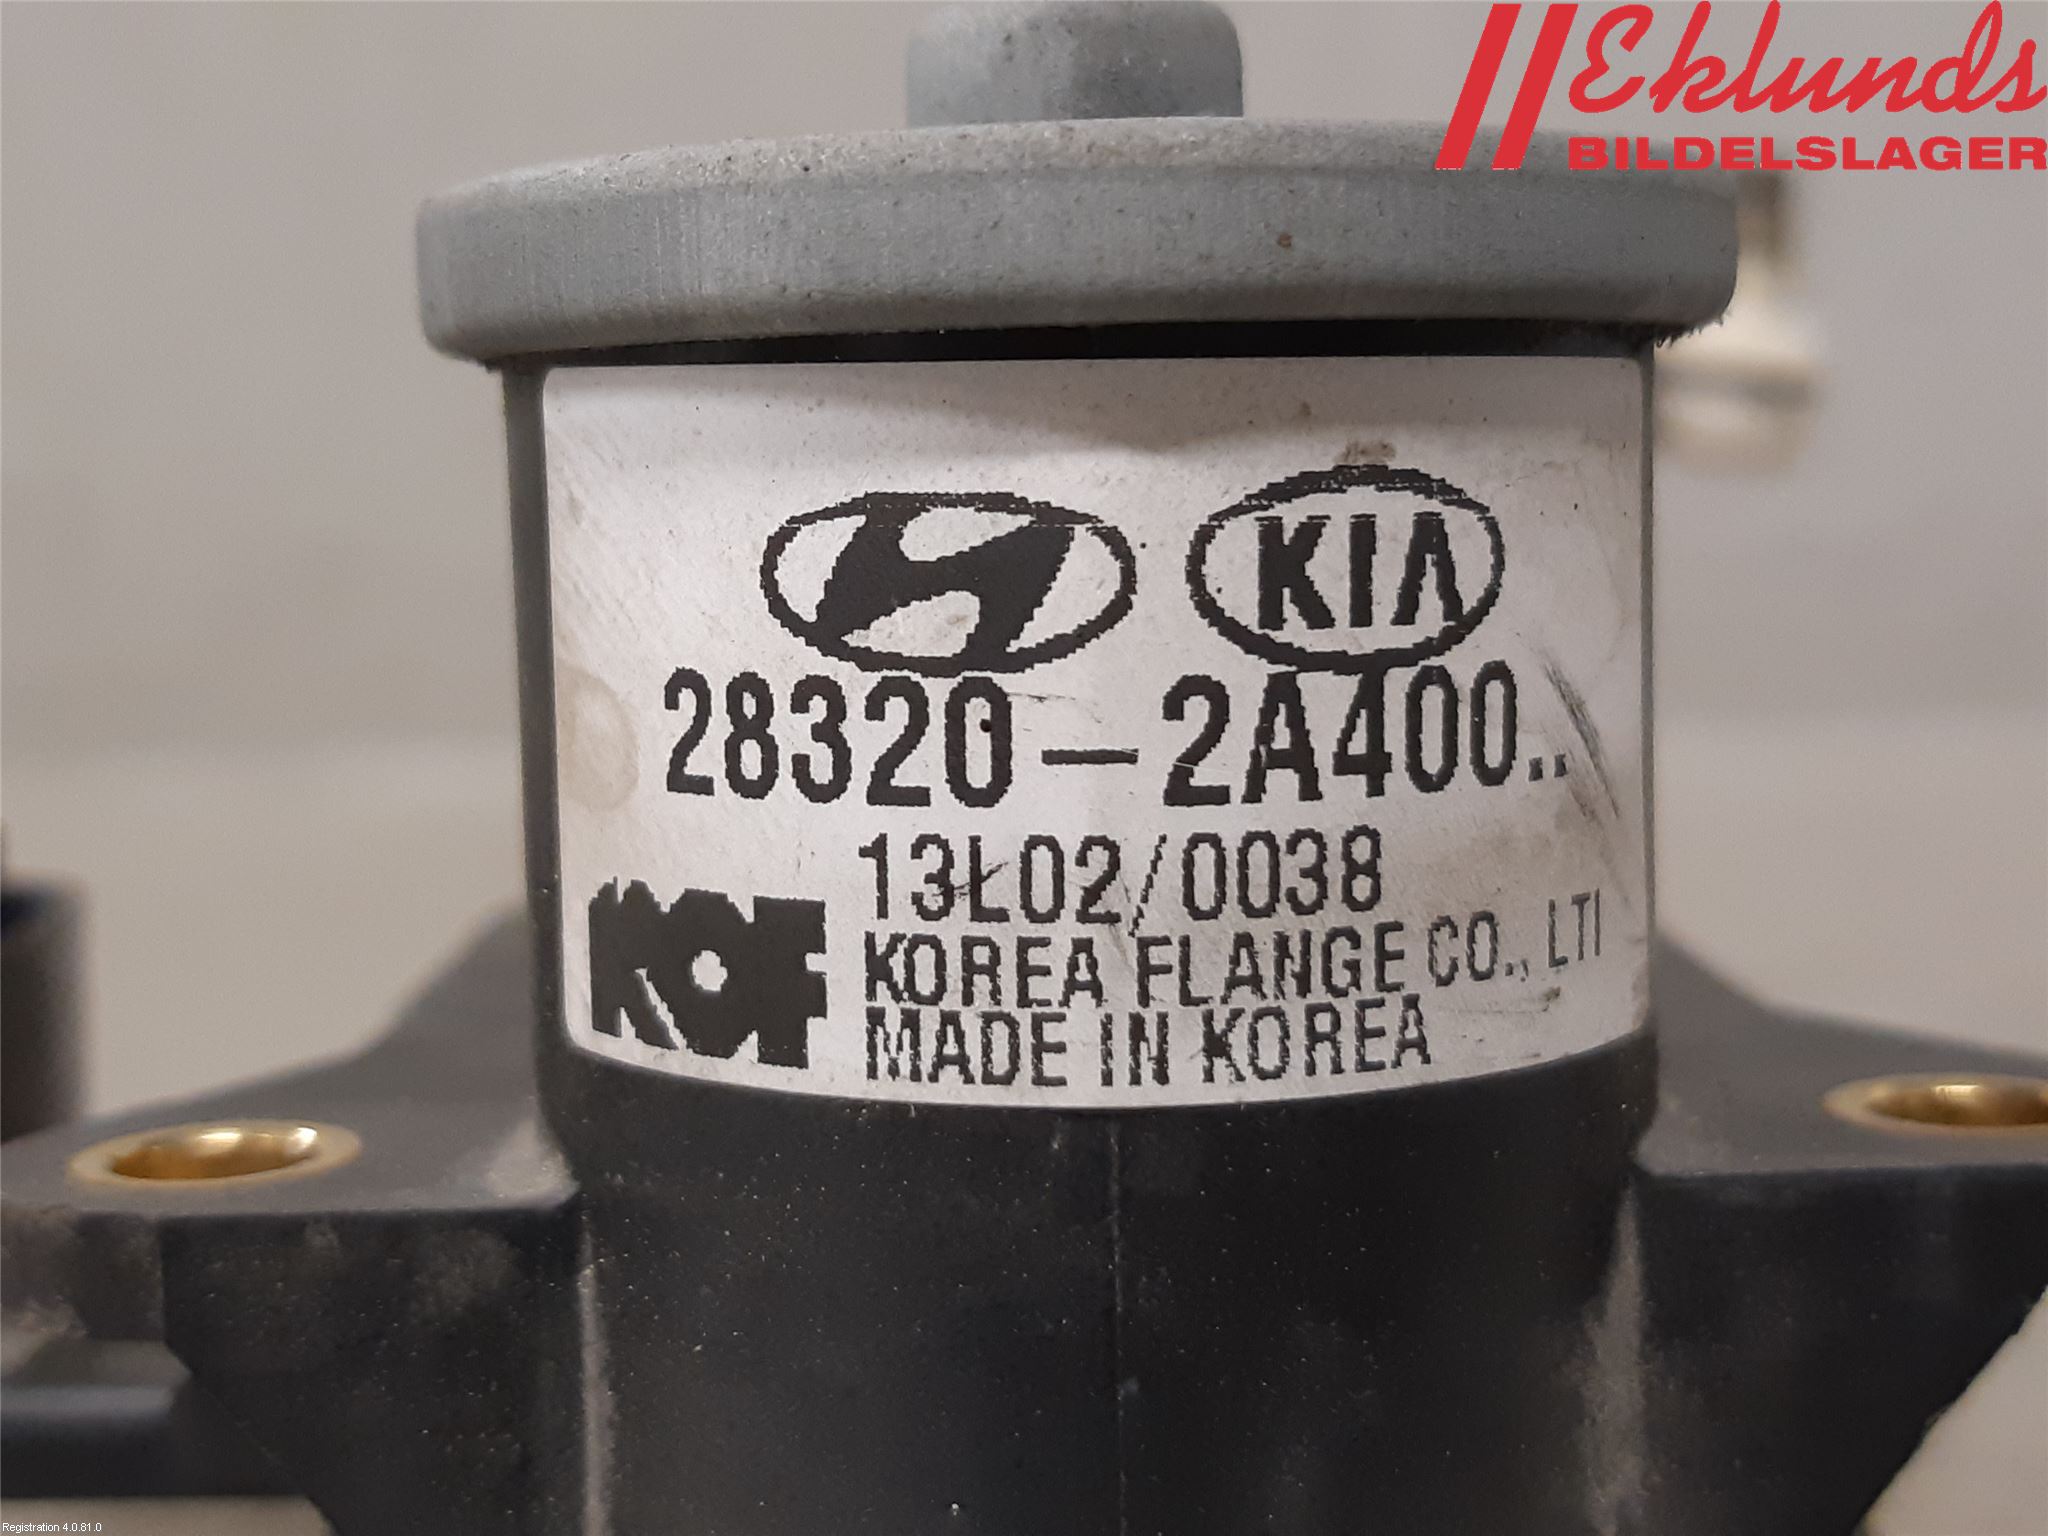 Eklunds
BILDELSLAGER
KIA
28320-2A400..
13L02/0038
KOF
KOREA FLANGE CO., LT
MADE IN KOREA
Registration 4.0.81.0